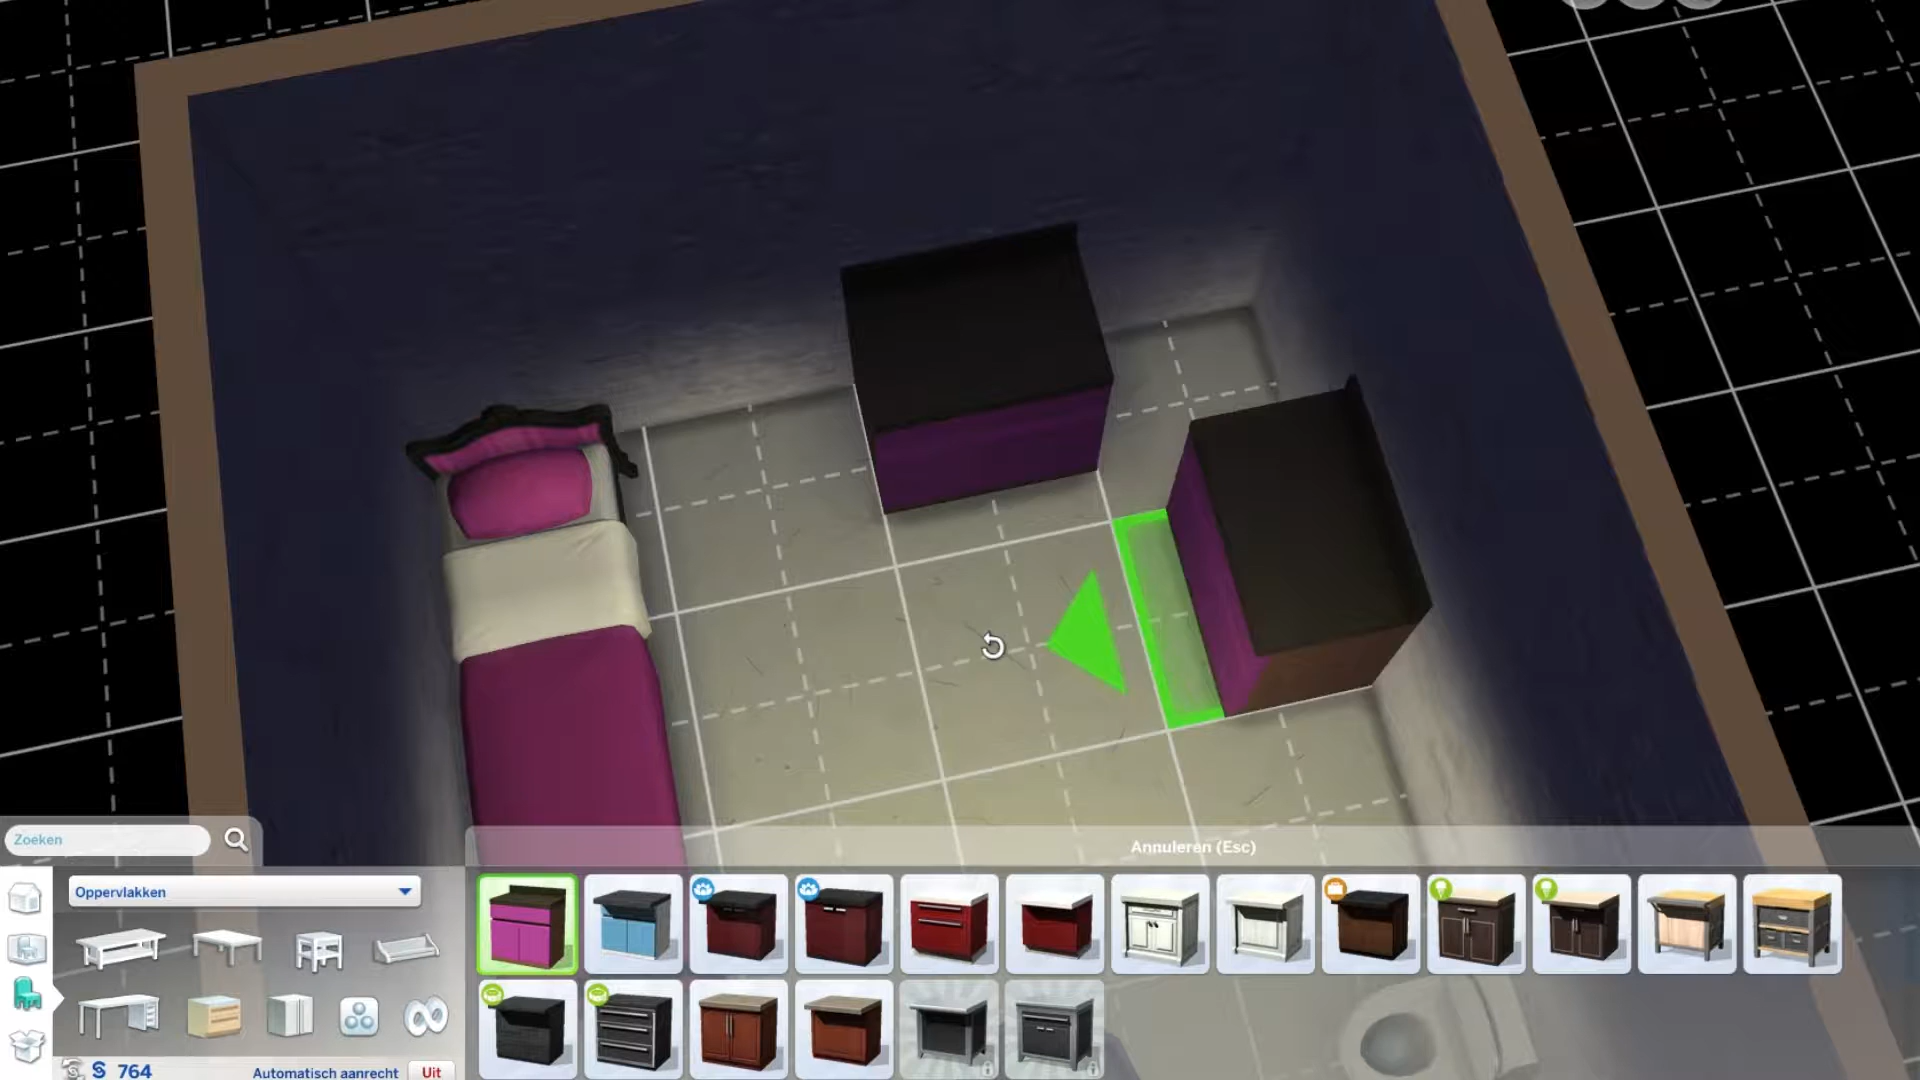 Zoeken
Annuleren (Esc)
Oppervlakken
S 764
Automatisch aanrecht
Uit